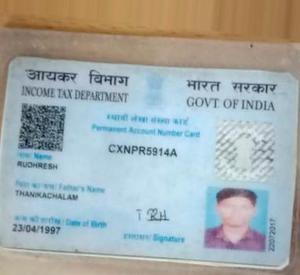 आयकर विभाग
INCOME TAX DEPARTMENT
भारत सरकार
GOVT. OF INDIA
स्थायी लेखा संख्या कार्ड
Permanent Account Number Card
CXNPR5914A
नाम/ Name
RUDHRESH
पिता का नाम/ Father's Name
THANIKACHALAM
जन्म की तारीख/ Date of Birth
23/04/1997
हस्ताक्षर/ Signature
22072017